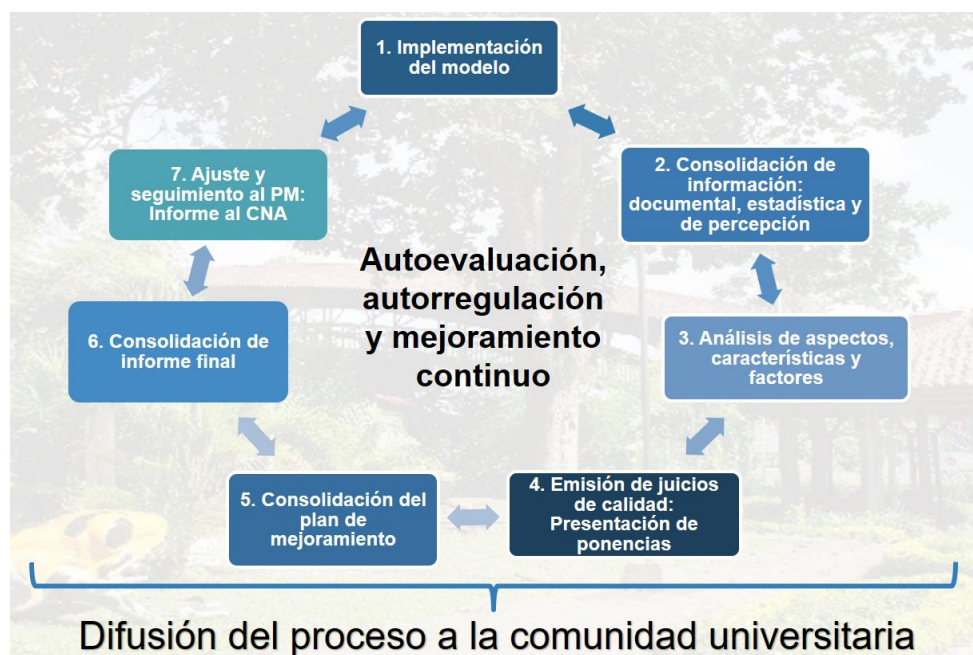 1. Implementación
del modelo
2. Consolidación de
información:
documental, estadística y
de percepción
3. Análisis de aspectos,
características y
factores
4. Emisión de juicios
de calidad:
Presentación de
ponencias
5. Consolidación del
plan de
mejoramiento
6. Consolidación de
informe final
7. Ajuste y
seguimiento al PM:
Informe al CNA
Autoevaluación,
autorregulación
y mejoramiento
continuo
Difusión del proceso a la comunidad universitaria